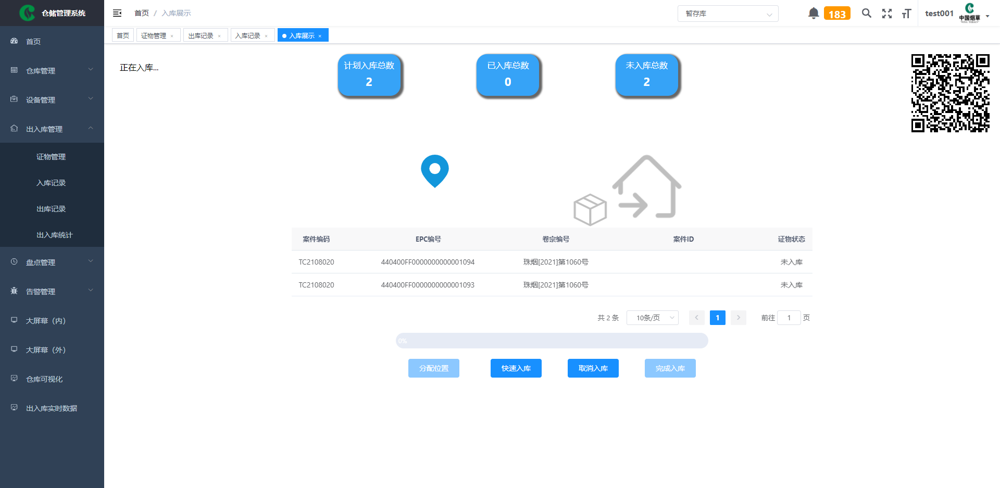 仓储管理系统
首页 / 入库展示
暂存库
183
test001
中国烟草
首页
证物管理 ×
出库记录 ×
入库记录 ×
入库展示 ×
首页
仓库管理
设备管理
出入库管理
证物管理
入库记录
出库记录
出入库统计
盘点管理
告警管理
大屏幕（内）
大屏幕（外）
仓库可视化
出入库实时数据
正在入库...
计划入库总数
2
已入库总数
0
未入库总数
2
案件编码 EPC编号 卷宗编号 案件ID 证物状态
TC2108020 440400FF0000000000001094 珠烟[2021]第1060号 未入库
TC2108020 440400FF0000000000001093 珠烟[2021]第1060号 未入库
共 2 条 10条/页 1 前往 1 页
0%
分配位置 快速入库 取消入库 完成入库